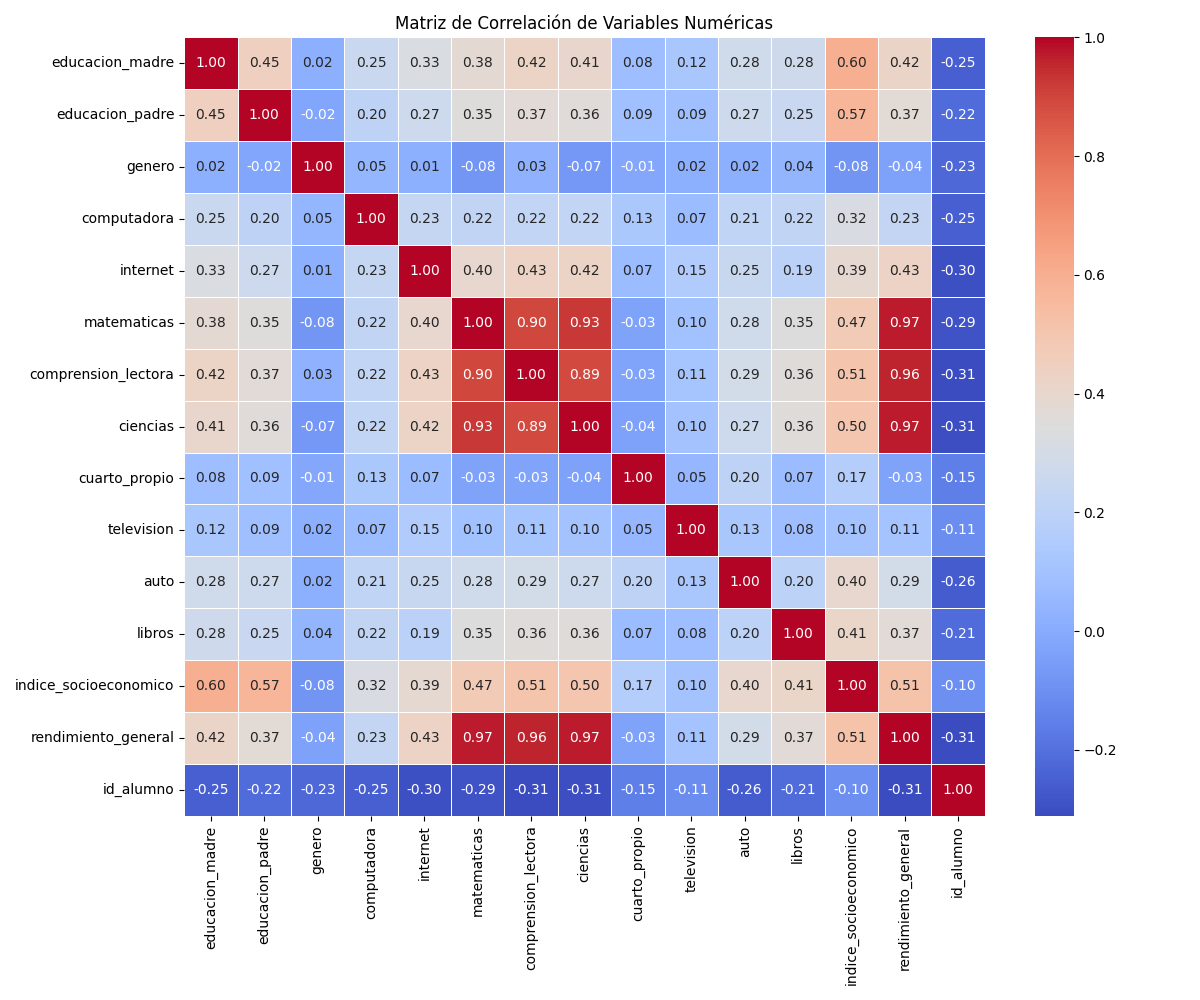 Matriz de Correlación de Variables Numéricas
educacion_madre 1.00 0.45 0.02 0.25 0.33 0.38 0.42 0.41 0.08 0.12 0.28 0.28 0.60 0.42 -0.25
educacion_padre 0.45 1.00 -0.02 0.20 0.27 0.35 0.37 0.36 0.09 0.09 0.27 0.25 0.57 0.37 -0.22
genero 0.02 -0.02 1.00 0.05 0.01 -0.08 0.03 -0.07 -0.01 0.02 0.02 0.04 -0.08 -0.04 -0.23
computadora 0.25 0.20 0.05 1.00 0.23 0.22 0.22 0.22 0.13 0.07 0.21 0.22 0.32 0.23 -0.25
internet 0.33 0.27 0.01 0.23 1.00 0.40 0.43 0.42 0.07 0.15 0.25 0.19 0.39 0.43 -0.30
matematicas 0.38 0.35 -0.08 0.22 0.40 1.00 0.90 0.93 -0.03 0.10 0.28 0.35 0.47 0.97 -0.29
comprension_lectora 0.42 0.37 0.03 0.22 0.43 0.90 1.00 0.89 -0.03 0.11 0.29 0.36 0.51 0.96 -0.31
ciencias 0.41 0.36 -0.07 0.22 0.42 0.93 0.89 1.00 -0.04 0.10 0.27 0.36 0.50 0.97 -0.31
cuarto_propio 0.08 0.09 -0.01 0.13 0.07 -0.03 -0.03 -0.04 1.00 0.05 0.20 0.07 0.17 -0.03 -0.15
television 0.12 0.09 0.02 0.07 0.15 0.10 0.11 0.10 0.05 1.00 0.13 0.08 0.10 0.11 -0.11
auto 0.28 0.27 0.02 0.21 0.25 0.28 0.29 0.27 0.20 0.13 1.00 0.20 0.40 0.29 -0.26
libros 0.28 0.25 0.04 0.22 0.19 0.35 0.36 0.36 0.07 0.08 0.20 1.00 0.41 0.37 -0.21
indice_socioeconomico 0.60 0.57 -0.08 0.32 0.39 0.47 0.51 0.50 0.17 0.10 0.40 0.41 1.00 0.51 -0.10
rendimiento_general 0.42 0.37 -0.04 0.23 0.43 0.97 0.96 0.97 -0.03 0.11 0.29 0.37 0.51 1.00 -0.31
id_alumno -0.25 -0.22 -0.23 -0.25 -0.30 -0.29 -0.31 -0.31 -0.15 -0.11 -0.26 -0.21 -0.10 -0.31 1.00
educacion_madre
educacion_padre
genero
computadora
internet
matematicas
comprension_lectora
ciencias
cuarto_propio
television
auto
libros
indice_socioeconomico
rendimiento_general
id_alumno
1.0
0.8
0.6
0.4
0.2
0.0
−0.2